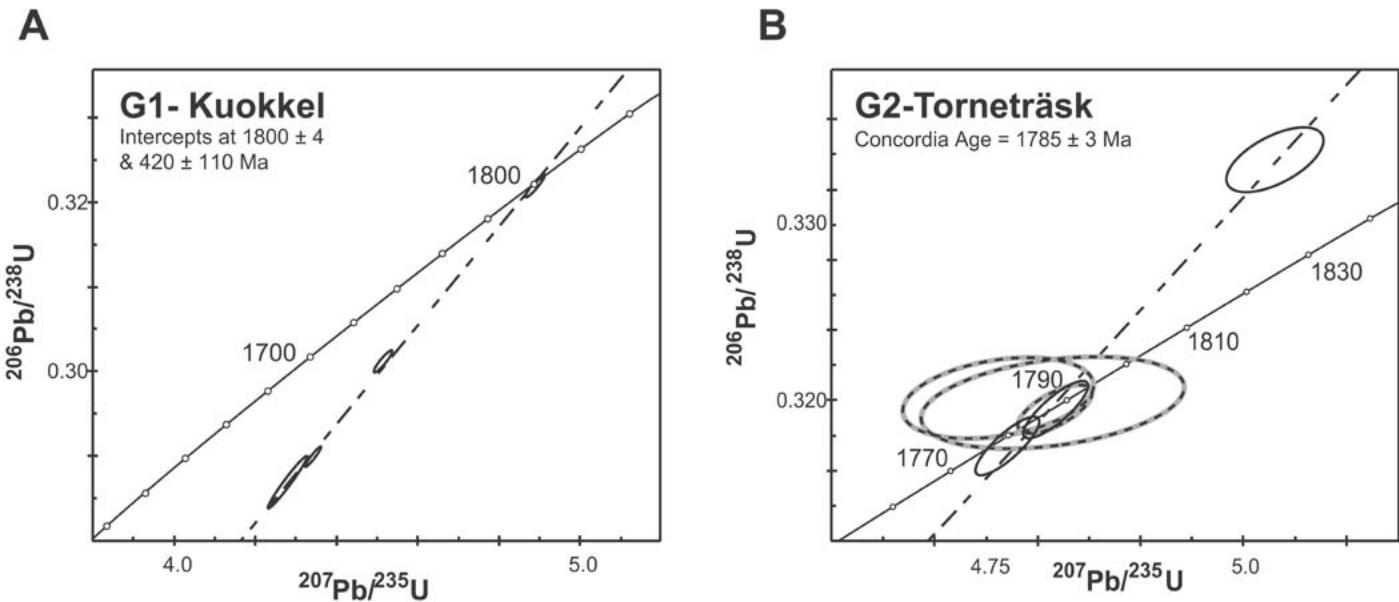 A
G1- Kuokkel
Intercepts at 1800 ± 4
& 420 ± 110 Ma
1800
1700
0.32
0.30
²⁰⁶Pb/²³⁸U
4.0
5.0
²⁰⁷Pb/²³⁵U
B
G2-Torneträsk
Concordia Age = 1785 ± 3 Ma
1830
1810
1790
1770
0.330
0.320
²⁰⁶Pb/²³⁸U
4.75
5.0
²⁰⁷Pb/²³⁵U